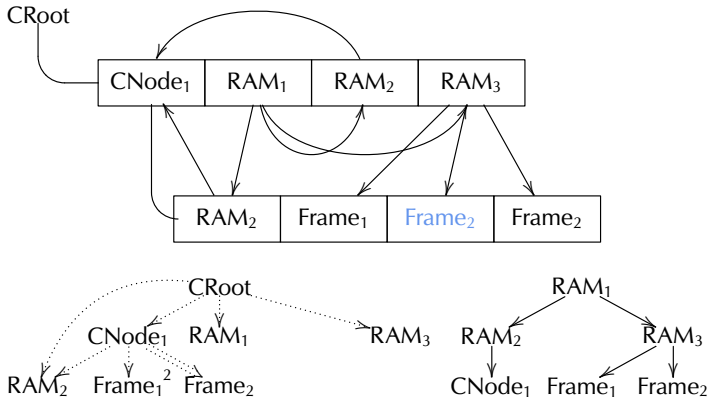 CRoot
CNode₁ RAM₁ RAM₂ RAM₃
RAM₂ Frame₁ Frame₂ Frame₂
CRoot RAM₁
CNode₁ RAM₁ RAM₃ RAM₂ RAM₃
RAM₂ Frame₁ 2 Frame₂ CNode₁ Frame₁ Frame₂